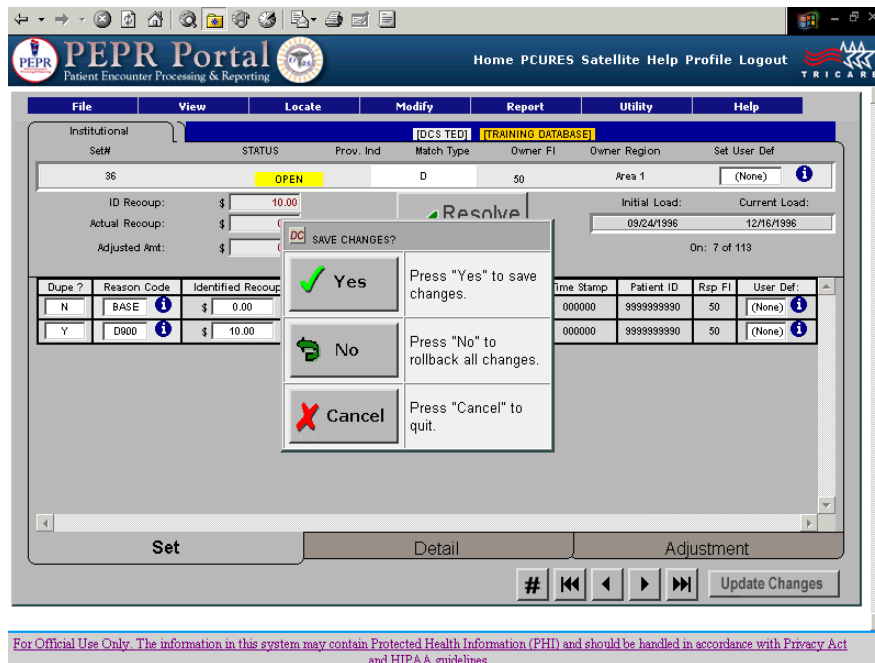 PEPR Portal
PEPR
Patient Encounter Processing & Reporting
Home PCURES Satellite Help Profile Logout
TRICAR
File View Locate Modify Report Utility Help
Institutional [DCS TED] [TRAINING DATABASE]
Set# STATUS Prov. Ind Match Type Owner FI Owner Region Set User Def
36 OPEN D 50 Area 1 (None)
ID Recoup: $ 10.00 Resolve Initial Load: Current Load:
Actual Recoup: $ 09/24/1996 12/16/1996
Adjusted Amt: $ On: 7 of 113
DC SAVE CHANGES?
Yes Press "Yes" to save
changes.
No Press "No" to
rollback all changes.
Cancel Press "Cancel" to
quit.
Dupe ? Reason Code Identified Recoup Time Stamp Patient ID Rsp FI User Def:
N BASE $ 0.00 000000 9999999990 50 (None)
Y D900 $ 10.00 000000 9999999990 50 (None)
Set Detail Adjustment
# Update Changes
For Official Use Only. The information in this system may contain Protected Health Information (PHI) and should be handled in accordance with Privacy Act
and HIPAA guidelines